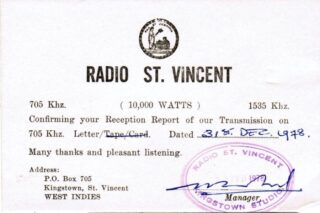 RADIO ST. VINCENT
705 Khz. ( 10,000 WATTS ) 1535 Khz.
Confirming your Reception Report of our Transmission on
705 Khz. Letter/Tape/Card. Dated 31st. DEC. 1978.
Many thanks and pleasant listening.
Address:
P.O. Box 705
Kingstown, St. Vincent
WEST INDIES
RADIO ST. VINCENT
1979
Manager
KINGSTOWN STUDIO